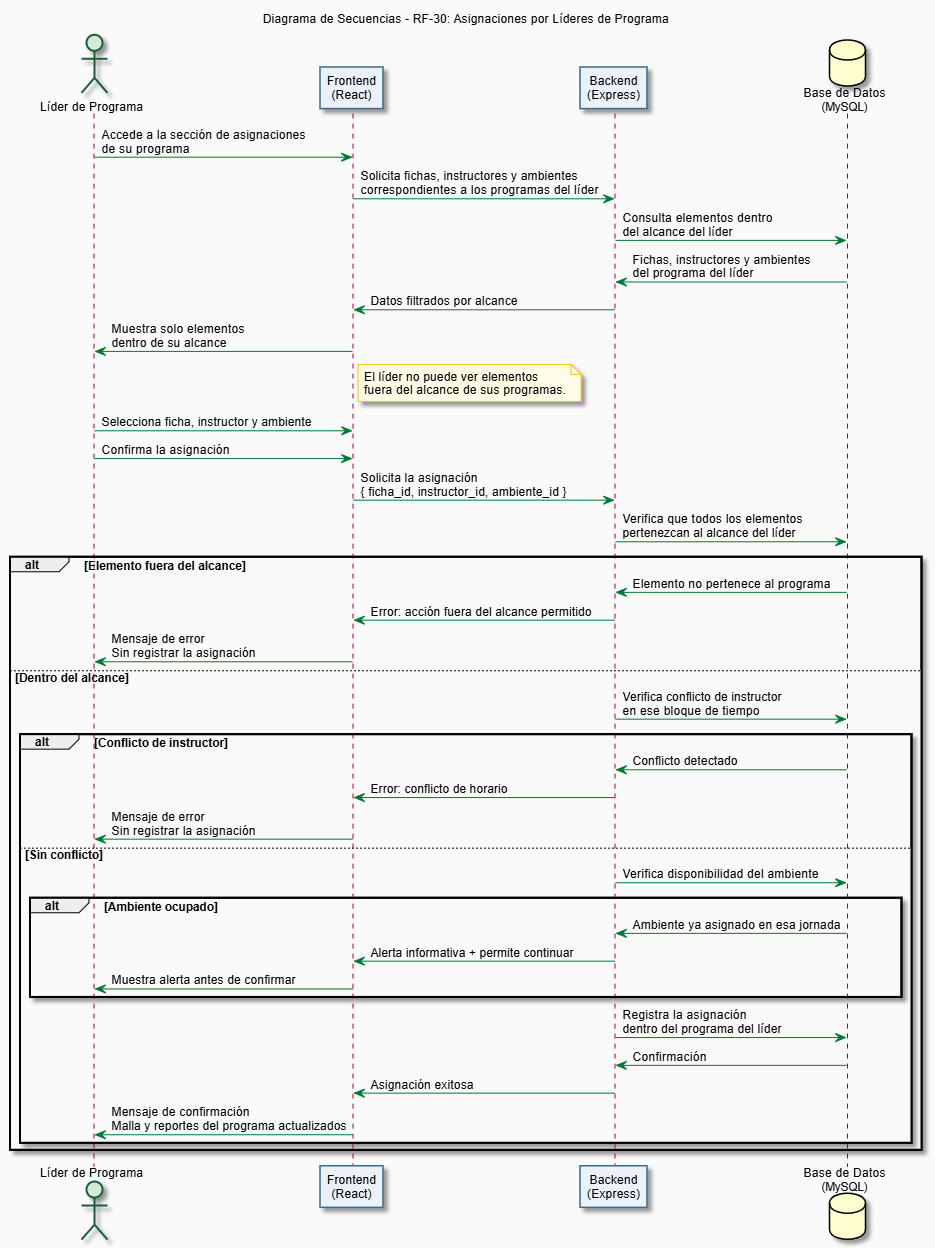 Diagrama de Secuencias - RF-30: Asignaciones por Líderes de Programa
Líder de Programa
Frontend
(React)
Backend
(Express)
Base de Datos
(MySQL)
Accede a la sección de asignaciones
de su programa
Solicita fichas, instructores y ambientes
correspondientes a los programas del líder
Consulta elementos dentro
del alcance del líder
Fichas, instructores y ambientes
del programa del líder
Datos filtrados por alcance
Muestra solo elementos
dentro de su alcance
El líder no puede ver elementos
fuera del alcance de sus programas.
Selecciona ficha, instructor y ambiente
Confirma la asignación
Solicita la asignación
{ ficha_id, instructor_id, ambiente_id }
Verifica que todos los elementos
pertenezcan al alcance del líder
alt [Elemento fuera del alcance]
Elemento no pertenece al programa
Error: acción fuera del alcance permitido
Mensaje de error
Sin registrar la asignación
[Dentro del alcance]
Verifica conflicto de instructor
en ese bloque de tiempo
alt [Conflicto de instructor]
Conflicto detectado
Error: conflicto de horario
Mensaje de error
Sin registrar la asignación
[Sin conflicto]
Verifica disponibilidad del ambiente
alt [Ambiente ocupado]
Ambiente ya asignado en esa jornada
Alerta informativa + permite continuar
Muestra alerta antes de confirmar
Registra la asignación
dentro del programa del líder
Confirmación
Asignación exitosa
Mensaje de confirmación
Malla y reportes del programa actualizados
Líder de Programa
Frontend
(React)
Backend
(Express)
Base de Datos
(MySQL)